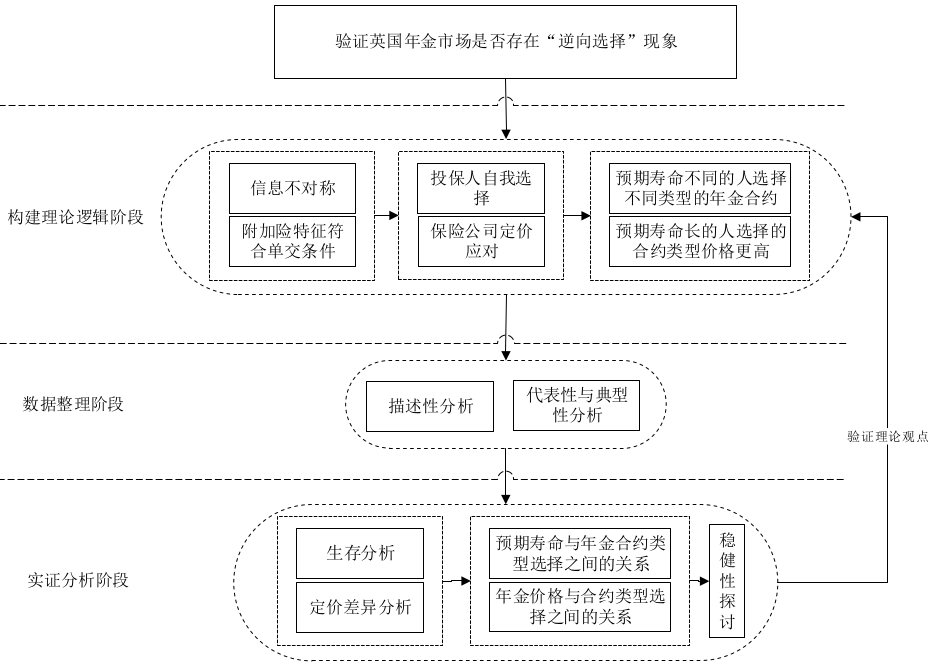 验证英国年金市场是否存在“逆向选择”现象
构建理论逻辑阶段
信息不对称
附加险特征符
合单交条件
投保人自我选
择
保险公司定价
应对
预期寿命不同的人选择
不同类型的年金合约
预期寿命长的人选择的
合约类型价格更高
数据整理阶段
描述性分析
代表性与典型
性分析
验证理论观点
实证分析阶段
生存分析
定价差异分析
预期寿命与年金合约类
型选择之间的关系
年金价格与合约类型选
择之间的关系
稳
健
性
探
讨